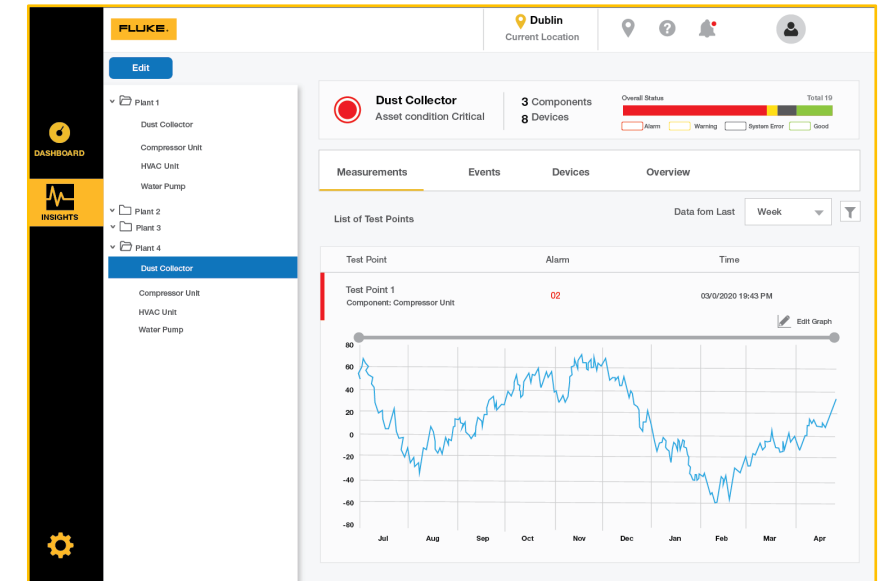 FLUKE.
Dublin
Current Location
Edit
DASHBOARD
INSIGHTS
Plant 1
Dust Collector
Compressor Unit
HVAC Unit
Water Pump
Plant 2
Plant 3
Plant 4
Dust Collector
Compressor Unit
HVAC Unit
Water Pump
Dust Collector
Asset condition Critical
3 Components
8 Devices
Overall Status Total 19
Alarm Warning System Error Good
Measurements Events Devices Overview
List of Test Points
Data fom Last Week
Test Point Alarm Time
Test Point 1
Component: Compressor Unit
02
03/0/2020 19:43 PM
Edit Graph
80
60
40
20
0
-20
-40
-60
-80
Jul Aug Sep Oct Nov Dec Jan Feb Mar Apr